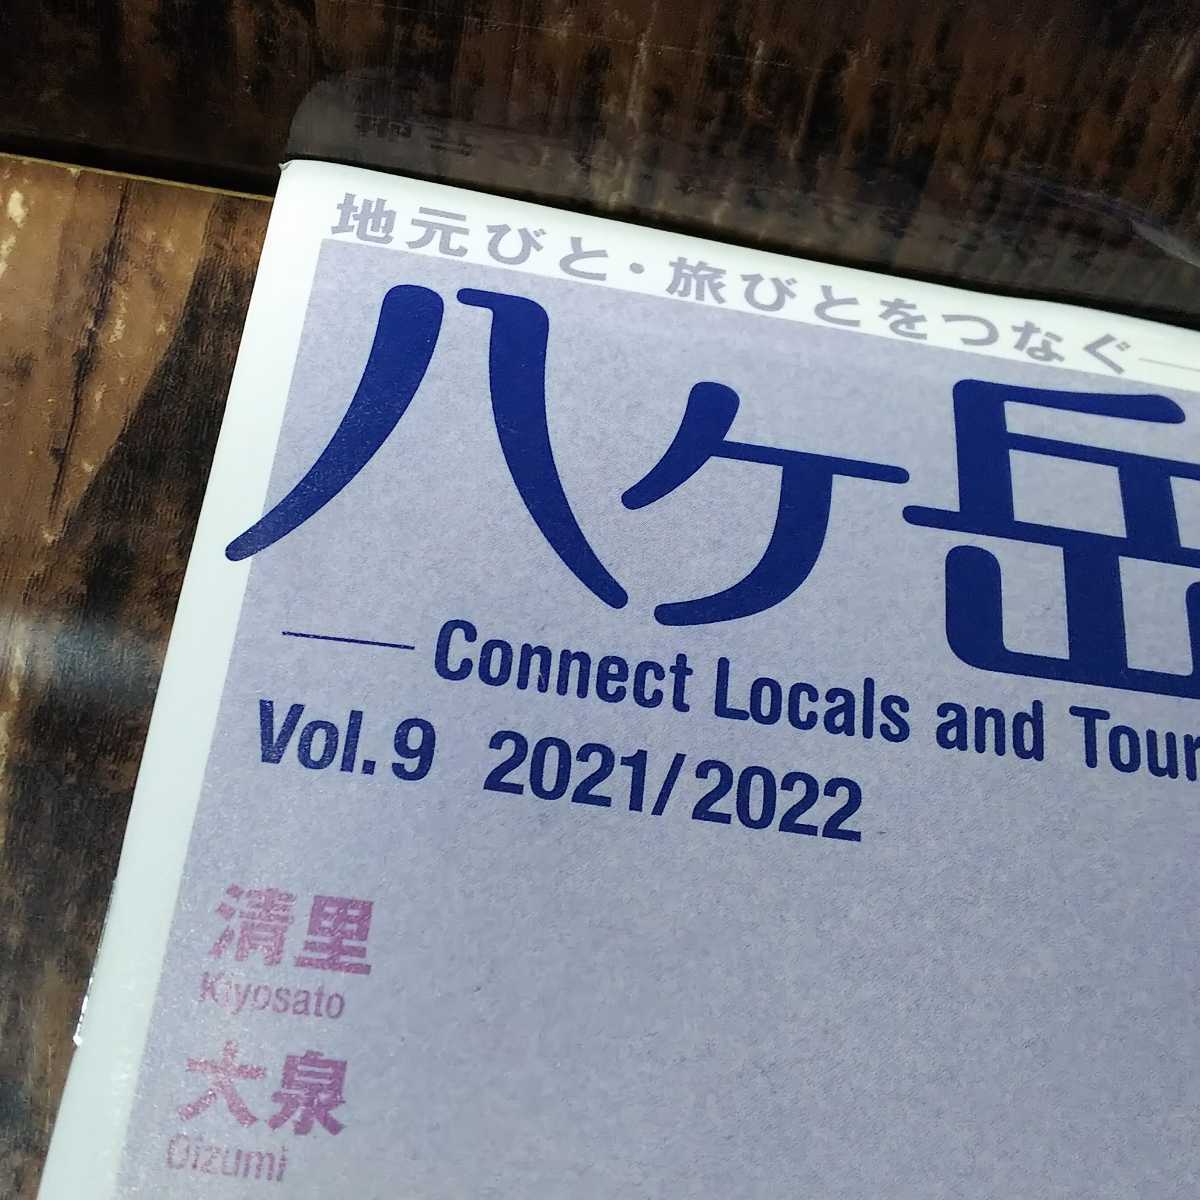 地元びと・旅びとをつなぐ
八ヶ岳
Connect Locals and Tour
Vol. 9 2021/2022
清里
Kiyosato
大泉
Oizumi